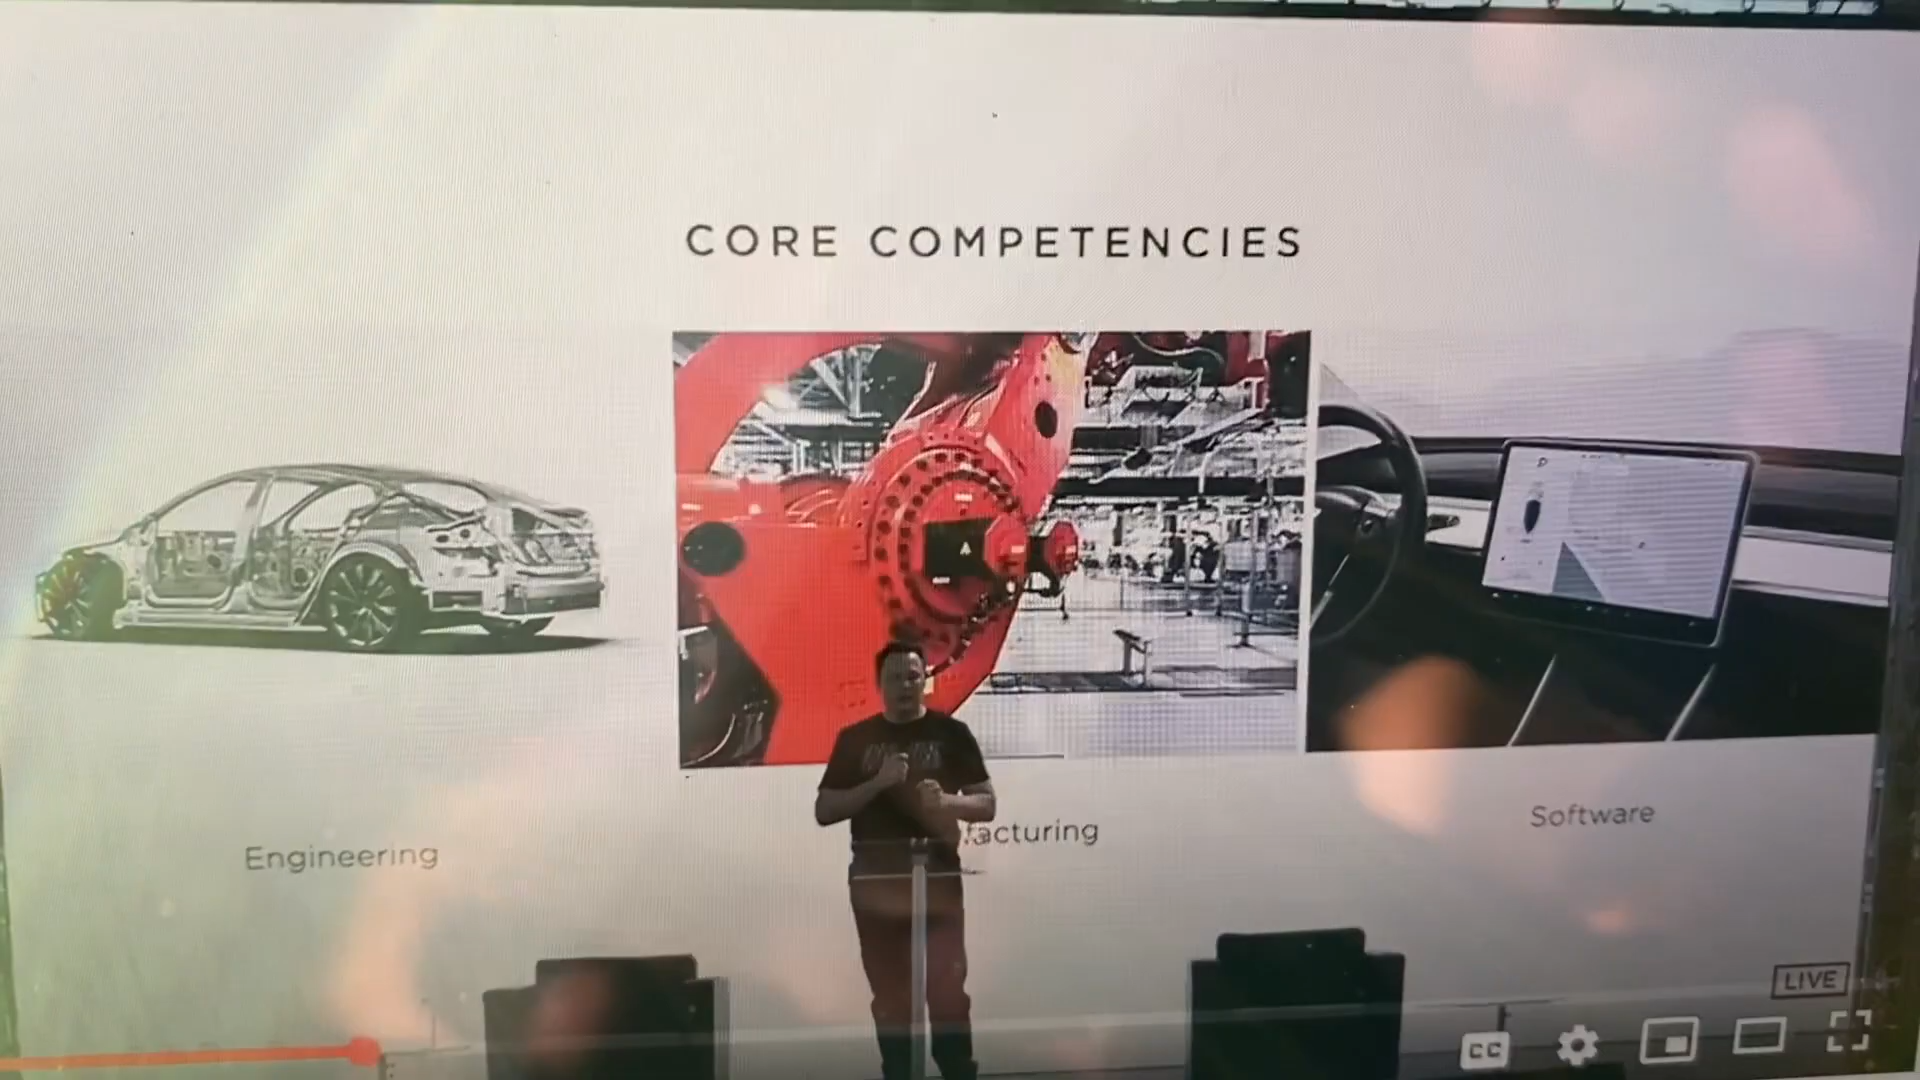 CORE COMPETENCIES
Engineering
facturing
Software
LIVE
CC